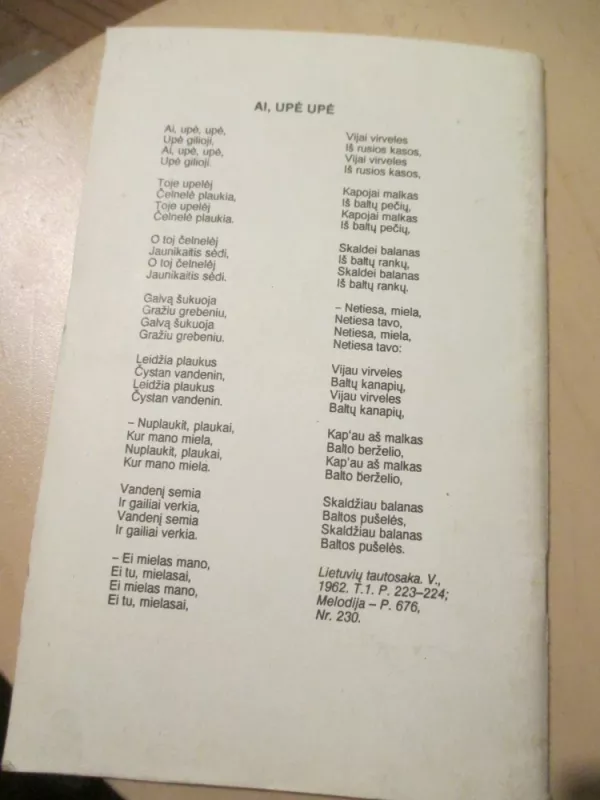 AI, UPĖ UPĖ
Ai, upė, upė,
Upė gilioji,
Ai, upė, upė,
Upė gilioji.
Toje upelėj
Čelnelė plaukia,
Toje upelėj
Čelnelė plaukia.
O toj čelnelėj
Jaunikaitis sėdi,
O toj čelnelėj
Jaunikaitis sėdi.
Galvą šukuoja
Gražiu grebeniu,
Galvą šukuoja
Gražiu grebeniu.
Leidžia plaukus
Čystan vandenin,
Leidžia plaukus
Čystan vandenin.
– Nuplaukit, plaukai,
Kur mano miela,
Nuplaukit, plaukai,
Kur mano miela.
Vandenį semia
Ir gailiai verkia,
Vandenį semia
Ir gailiai verkia.
– Ei mielas mano,
Ei tu, mielasai,
Ei mielas mano,
Ei tu, mielasai,
Vijai virveles
Iš rusios kasos,
Vijai virveles
Iš rusios kasos,
Kapojai malkas
Iš baltų pečių,
Kapojai malkas
Iš baltų pečių,
Skaldei balanas
Iš baltų rankų,
Skaldei balanas
Iš baltų rankų.
– Netiesa, miela,
Netiesa tavo,
Netiesa, miela,
Netiesa tavo:
Vijau virveles
Baltų kanapių,
Vijau virveles
Baltų kanapių,
Kap'au aš malkas
Balto berželio,
Kap'au aš malkas
Balto berželio,
Skaldžiau balanas
Baltos pušelės,
Skaldžiau balanas
Baltos pušelės.
Lietuvių tautosaka. V.,
1962. T.1. P. 223–224;
Melodija – P. 676,
Nr. 230.